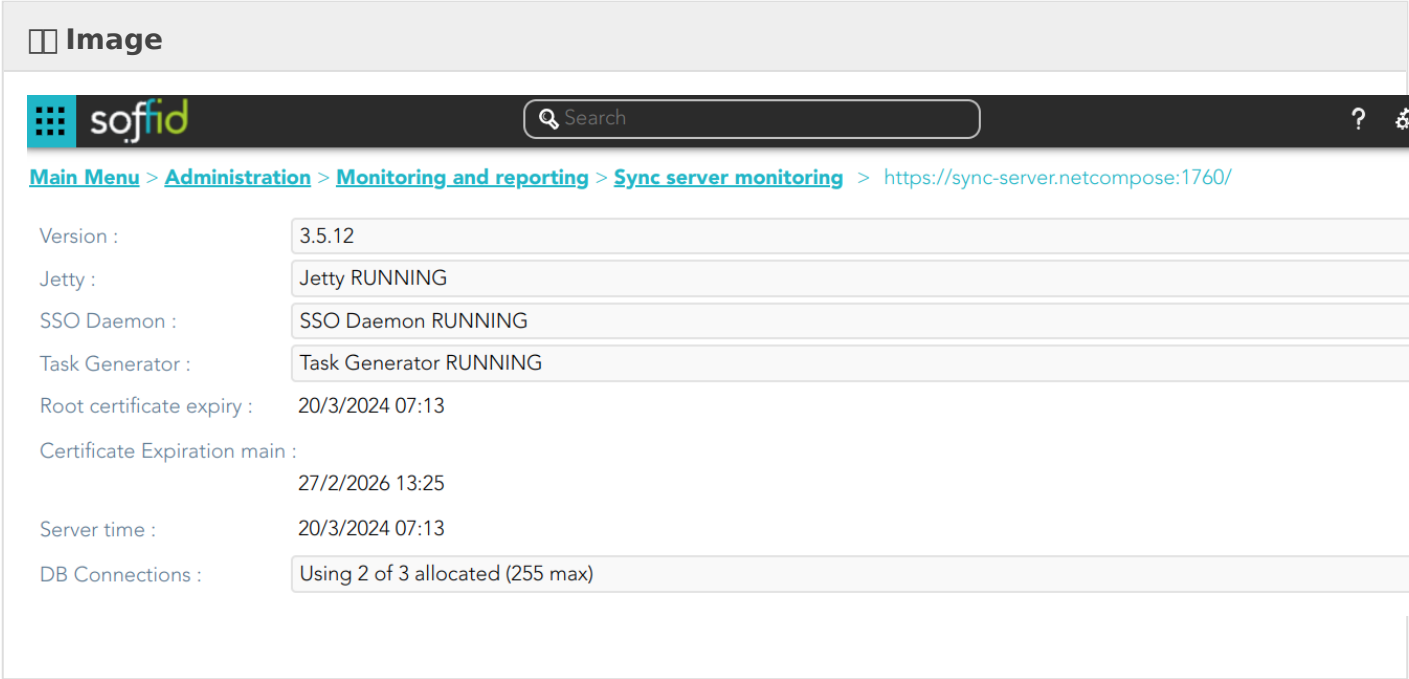 Image
soffid
Search
?
Main Menu > Administration > Monitoring and reporting > Sync server monitoring > https://sync-server.netcompose:1760/
Version : 3.5.12
Jetty : Jetty RUNNING
SSO Daemon : SSO Daemon RUNNING
Task Generator : Task Generator RUNNING
Root certificate expiry : 20/3/2024 07:13
Certificate Expiration main :
27/2/2026 13:25
Server time : 20/3/2024 07:13
DB Connections : Using 2 of 3 allocated (255 max)